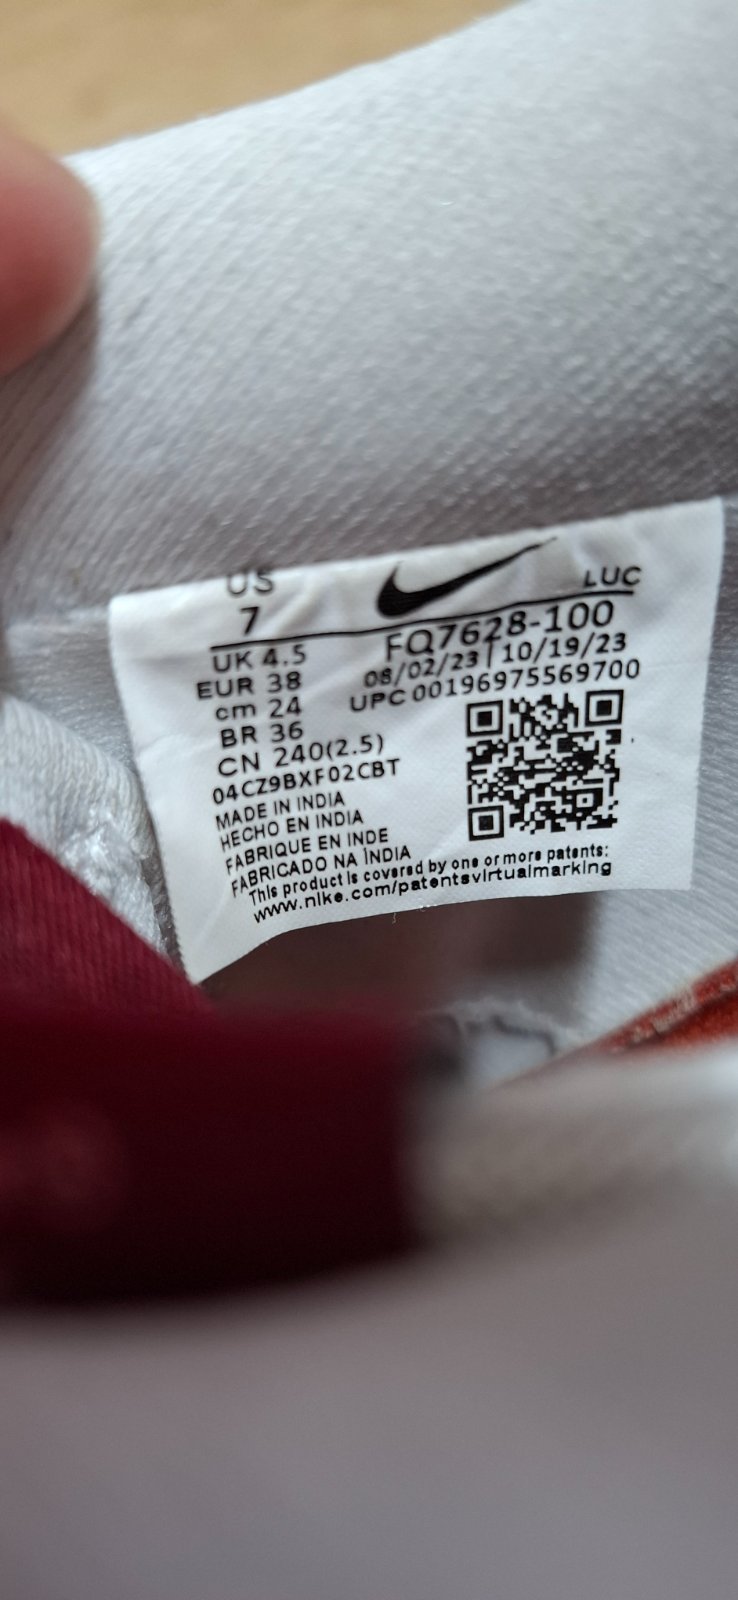 US
7
UK 4.5
EUR 38
cm 24
BR 36
CN 240(2.5)
04CZ9BXF02CBT
MADE IN INDIA
HECHO EN INDIA
FABRIQUE EN INDE
FABRICADO NA ÍNDIA
LUC
FQ7628-100
08/02/23 | 10/19/23
UPC 00196975569700
This product is covered by one or more patents:
www.nike.com/patentsvirtualmarking